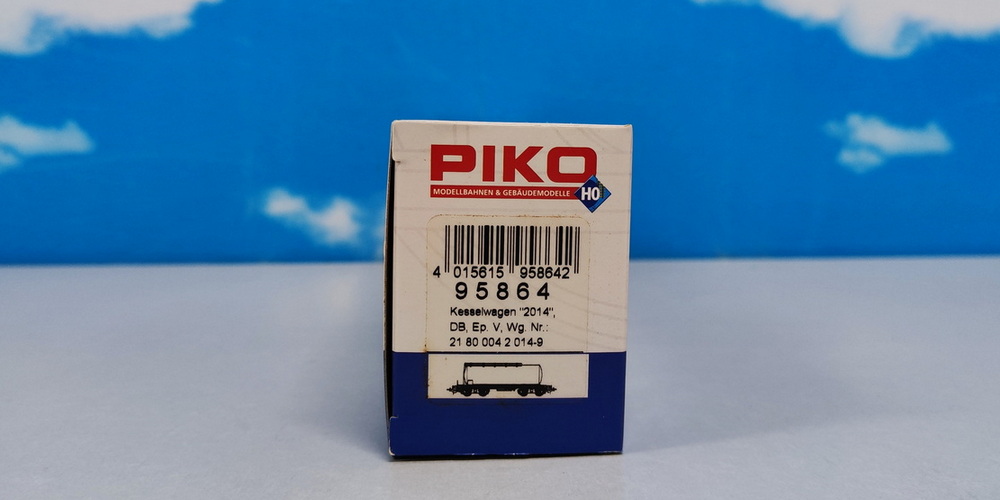 PIKO
MODELLBAHNEN & GEBÄUDEMODELLE
H0
4 015615 958642
95864
Kesselwagen "2014",
DB, Ep. V, Wg. Nr.:
21 80 004 2 014-9